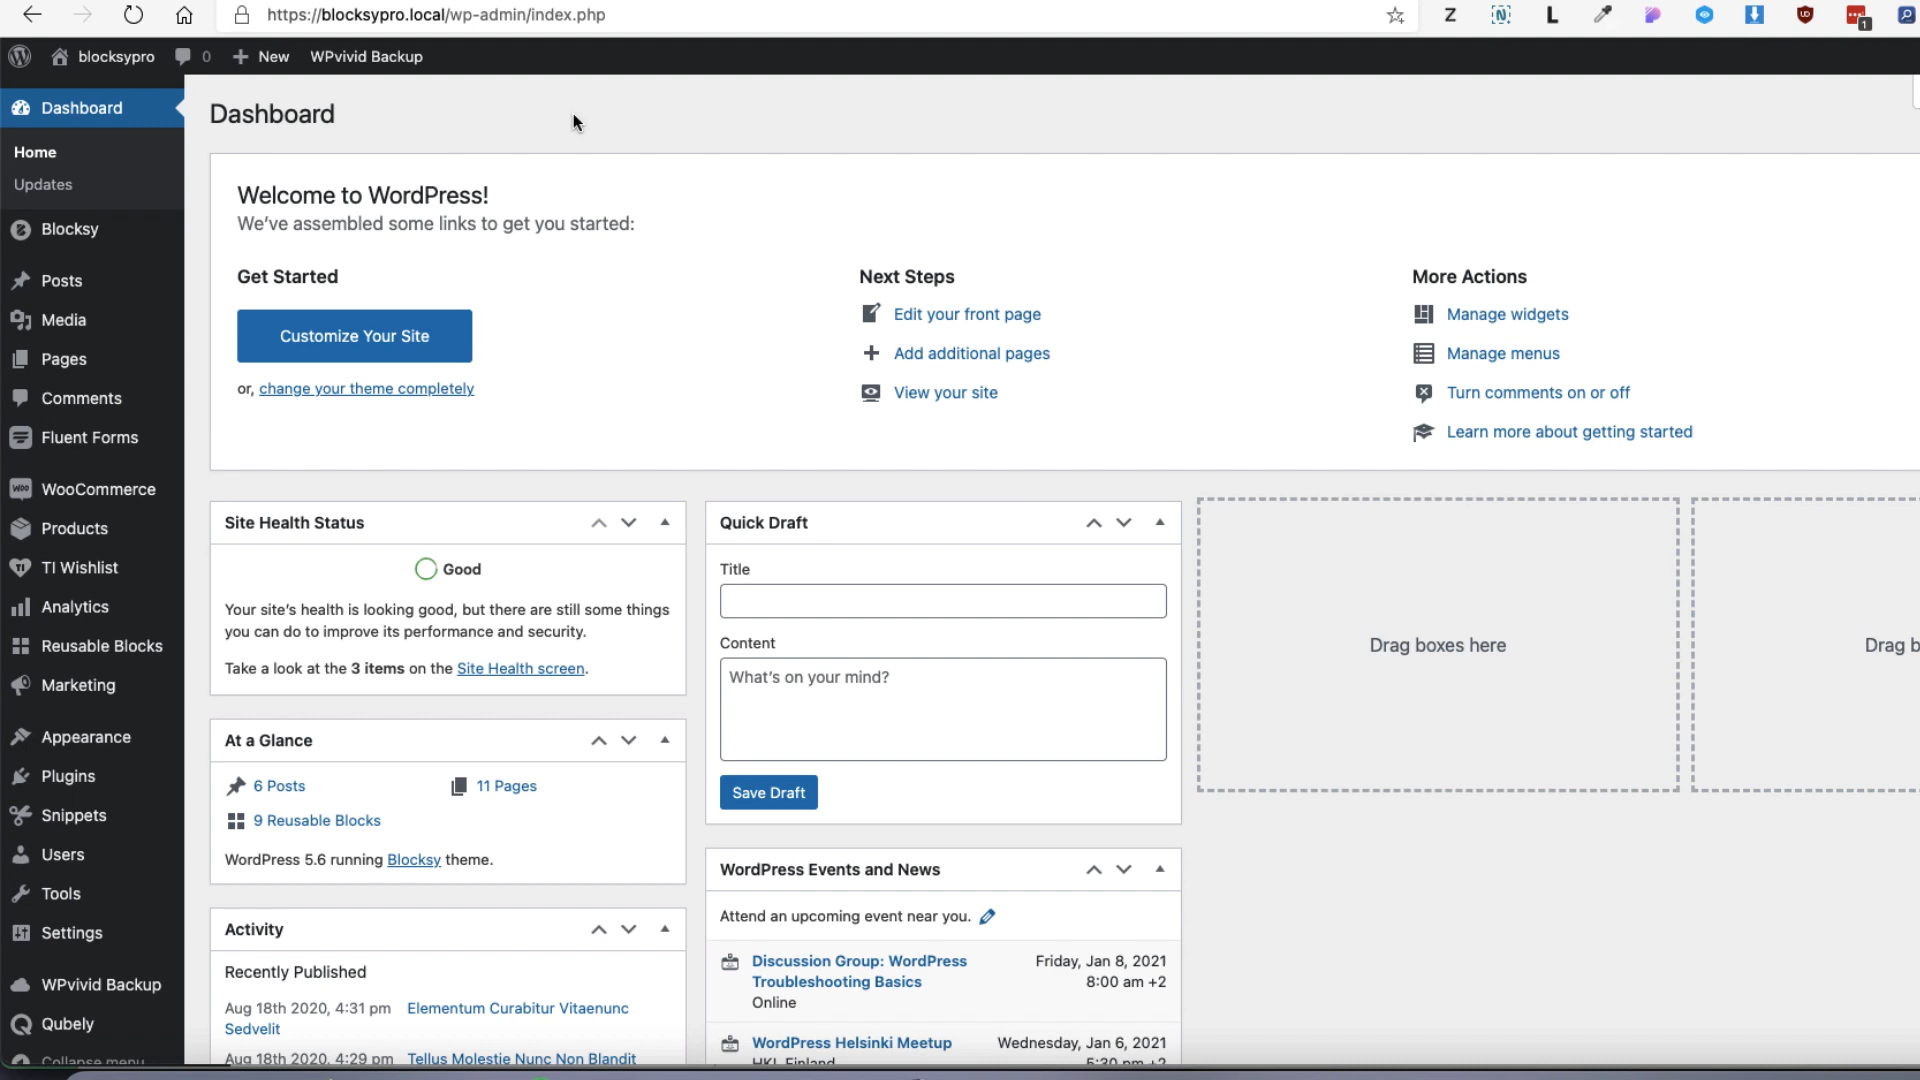 https://blocksypro.local/wp-admin/index.php
Z
N
L
1
blocksypro
0
New
WPvivid Backup
Dashboard
Home
Updates
Blocksy
Posts
Media
Pages
Comments
Fluent Forms
WooCommerce
Products
TI Wishlist
Analytics
Reusable Blocks
Marketing
Appearance
Plugins
Snippets
Users
Tools
Settings
WPvivid Backup
Qubely
Collapse menu
Dashboard
Welcome to WordPress!
We've assembled some links to get you started:
Get Started
Customize Your Site
or, change your theme completely
Next Steps
Edit your front page
Add additional pages
View your site
More Actions
Manage widgets
Manage menus
Turn comments on or off
Learn more about getting started
Site Health Status
Good
Your site's health is looking good, but there are still some things
you can do to improve its performance and security.
Take a look at the 3 items on the Site Health screen.
At a Glance
6 Posts
11 Pages
9 Reusable Blocks
WordPress 5.6 running Blocksy theme.
Activity
Recently Published
Aug 18th 2020, 4:31 pm Elementum Curabitur Vitaenunc
Sedvelit
Aug 18th 2020, 4:29 pm Tellus Molestie Nunc Non Blandit
Quick Draft
Title
Content
What's on your mind?
Save Draft
WordPress Events and News
Attend an upcoming event near you.
Discussion Group: WordPress
Troubleshooting Basics
Online
Friday, Jan 8, 2021
8:00 am +2
WordPress Helsinki Meetup
HKI, Finland
Wednesday, Jan 6, 2021
5:30 pm +2
Drag boxes here
Drag b